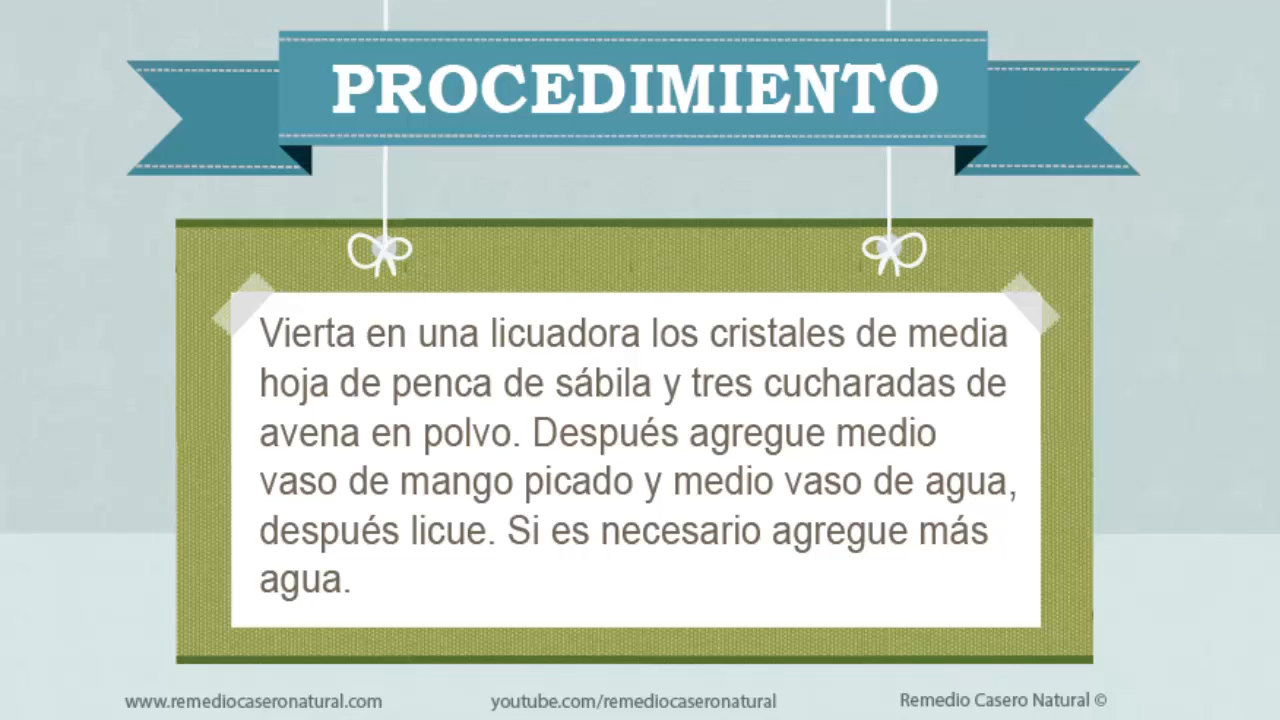 PROCEDIMIENTO
Vierta en una licuadora los cristales de media
hoja de penca de sábila y tres cucharadas de
avena en polvo. Después agregue medio
vaso de mango picado y medio vaso de agua,
después licue. Si es necesario agregue más
agua.
www.remediocaseronatural.com
youtube.com/remediocaseronatural
Remedio Casero Natural ©